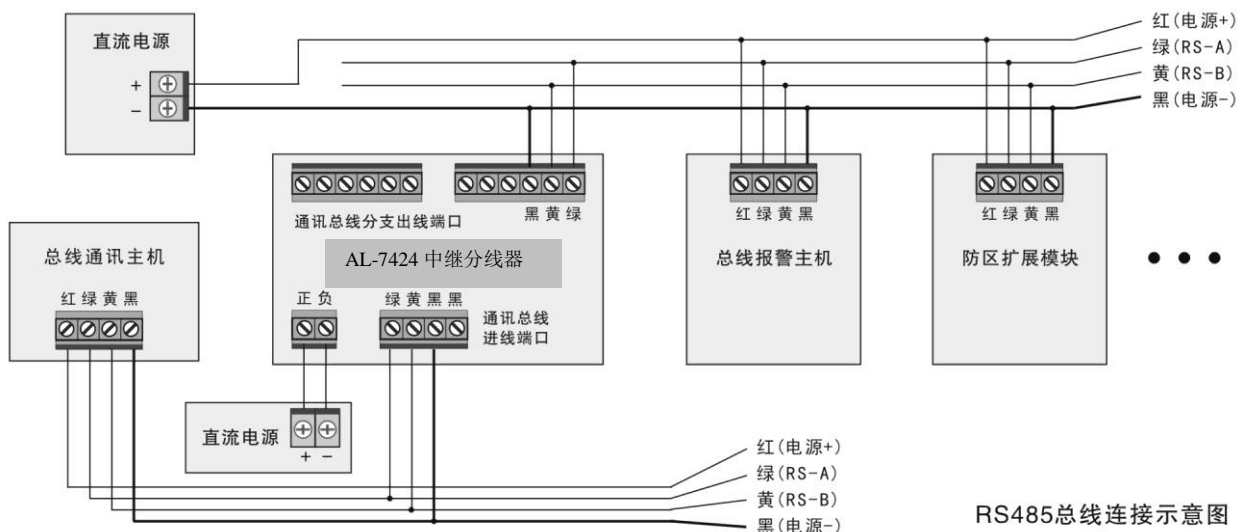 直流电源
+
−
红(电源+)
绿(RS-A)
黄(RS-B)
黑(电源-)
通讯总线分支出线端口
黑黄绿
AL-7424 中继分线器
正负
绿黄黑黑
通讯总线
进线端口
红绿黄黑
总线报警主机
红绿黄黑
防区扩展模块
总线通讯主机
红绿黄黑
直流电源
+ −
红(电源+)
绿(RS-A)
黄(RS-B)
黑(电源-)
RS485总线连接示意图